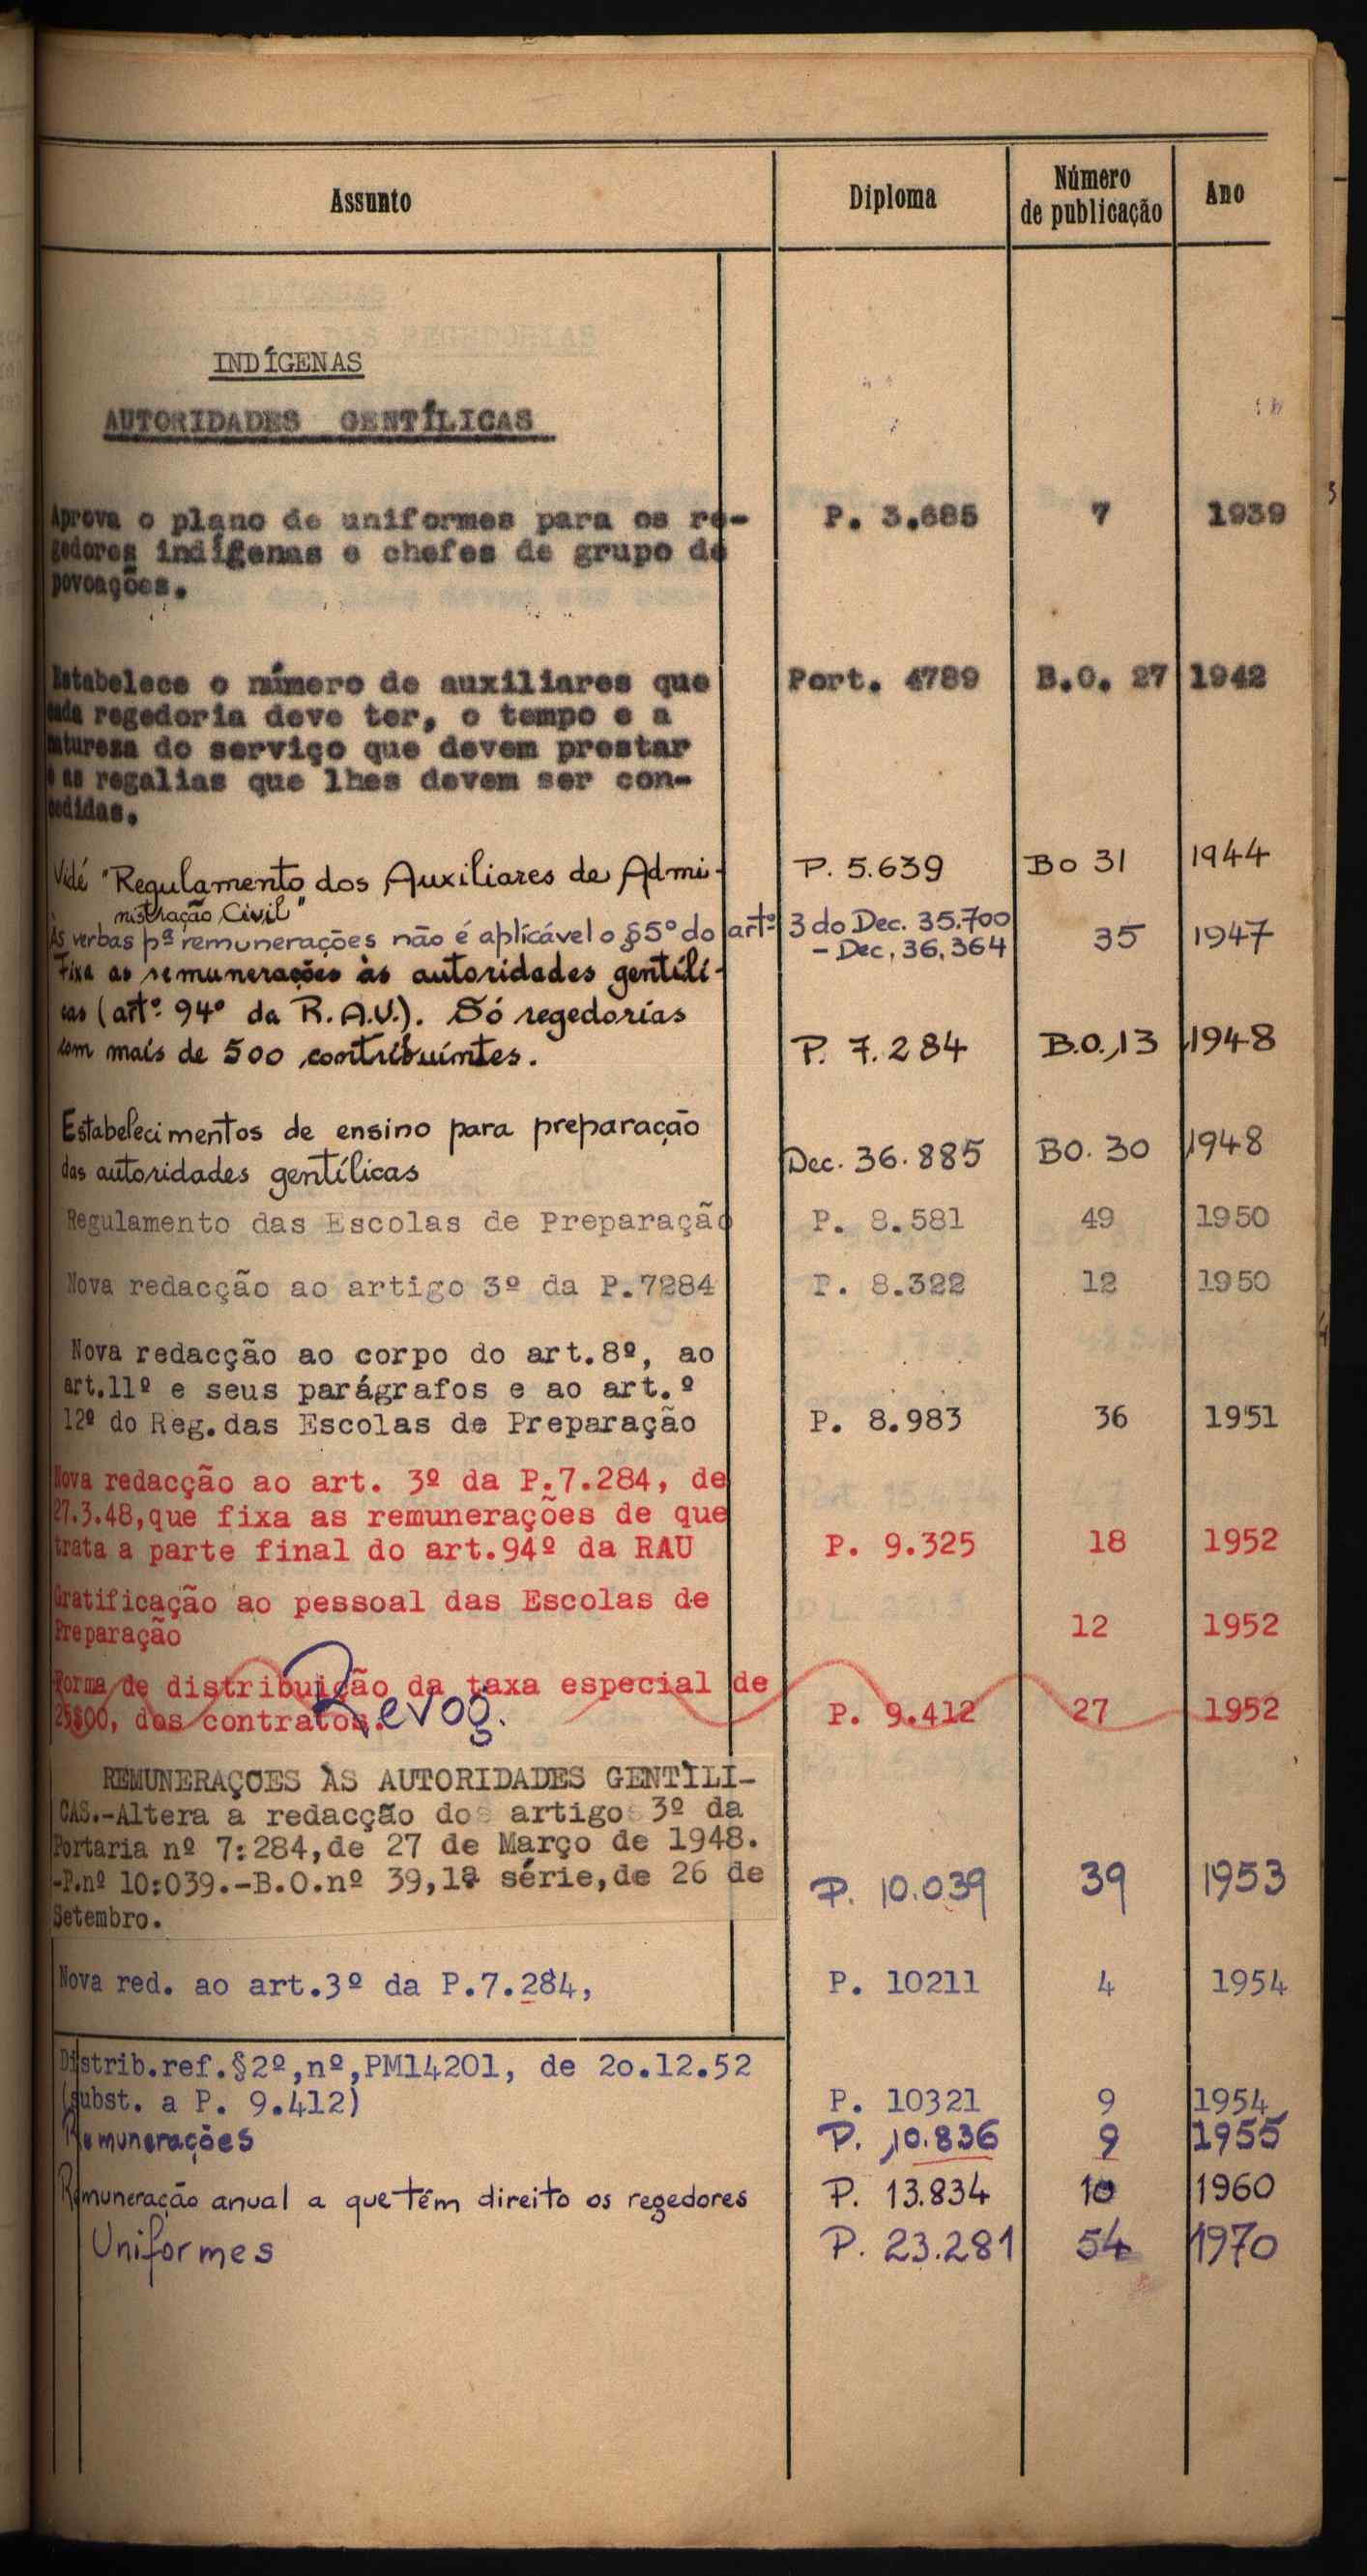 Assunto
Diploma
Número
de publicação
Ano
INDÍGENAS
AUTORIDADES GENTÍLICAS
Aprova o plano de uniformes para os re- P. 3.685 7 1939
gedores indígenas e chefes de grupo de
povoações.
Estabelece o número de auxiliares que Port. 4789 B.O. 27 1942
cada regedoria deve ter, o tempo e a
natureza do serviço que devem prestar
e as regalias que lhes devem ser con-
cedidas.
Vidé "Regulamento dos Auxiliares de Admi- P. 5.639 BO 31 1944
nistração Civil"
Às verbas pª remunerações não é aplicável o §5º do artº 3 do Dec. 35.700
- Dec. 36.364 35 1947
Fixa as remunerações às autoridades gentíli-
cas (artº 94º da R.A.U.). Só regedorias
com mais de 500 contribuintes. P. 7.284 B.O. 13 1948
Estabelecimentos de ensino para preparação
das autoridades gentílicas Dec. 36.885 BO. 30 1948
Regulamento das Escolas de Preparação P. 8.581 49 1950
Nova redacção ao artigo 3º da P.7284 P. 8.322 12 1950
Nova redacção ao corpo do art.8º, ao
art.11º e seus parágrafos e ao art.º
12º do Reg.das Escolas de Preparação P. 8.983 36 1951
Nova redacção ao art. 3º da P.7.284, de
27.3.48,que fixa as remunerações de que
trata a parte final do art.94º da RAU P. 9.325 18 1952
Gratificação ao pessoal das Escolas de
Preparação 12 1952
Forma de distribuição da taxa especial de
25$00, dos contratos. Revog. P. 9.412 27 1952
REMUNERAÇOES ÀS AUTORIDADES GENTÍLI-
CAS.-Altera a redacção dos artigos 3º da
Portaria nº 7:284,de 27 de Março de 1948.
-P.nº 10:039.-B.O.nº 39,1ª série,de 26 de P. 10.039 39 1953
Setembro.
Nova red. ao art.3º da P.7.284, P. 10211 4 1954
Distrib.ref.§2º,nº,PM14201, de 2o.12.52
(subst. a P. 9.412) P. 10321 9 1954
Remunerações P. 10.836 9 1955
Remuneração anual a que têm direito os regedores P. 13.834 10 1960
Uniformes P. 23.281 54 1970